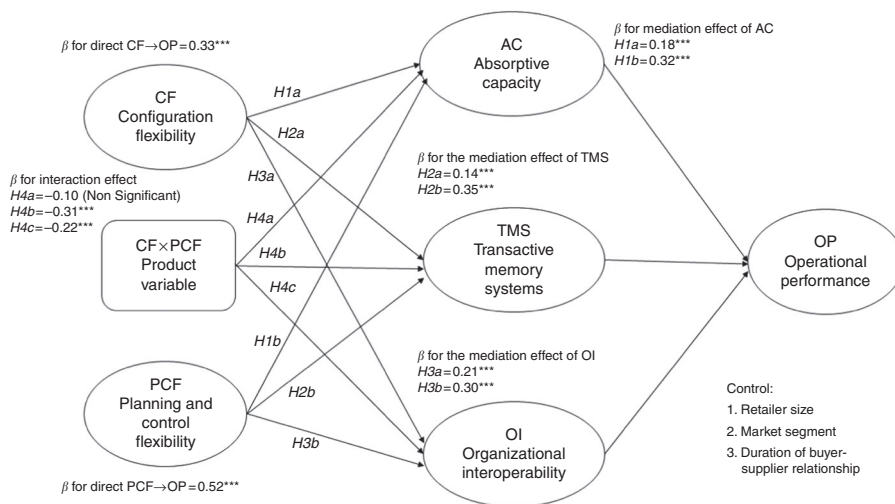 β for direct CF→OP=0.33***
CF
Configuration
flexibility
β for interaction effect
H4a=–0.10 (Non Significant)
H4b=–0.31***
H4c=–0.22***
CF×PCF
Product
variable
PCF
Planning and
control
flexibility
β for direct PCF→OP=0.52***
H1a
H2a
H3a
H4a
H4b
H4c
H1b
H2b
H3b
AC
Absorptive
capacity
β for mediation effect of AC
H1a=0.18***
H1b=0.32***
β for the mediation effect of TMS
H2a=0.14***
H2b=0.35***
TMS
Transactive
memory
systems
β for the mediation effect of OI
H3a=0.21***
H3b=0.30***
OI
Organizational
interoperability
OP
Operational
performance
Control:
1. Retailer size
2. Market segment
3. Duration of buyer-
supplier relationship